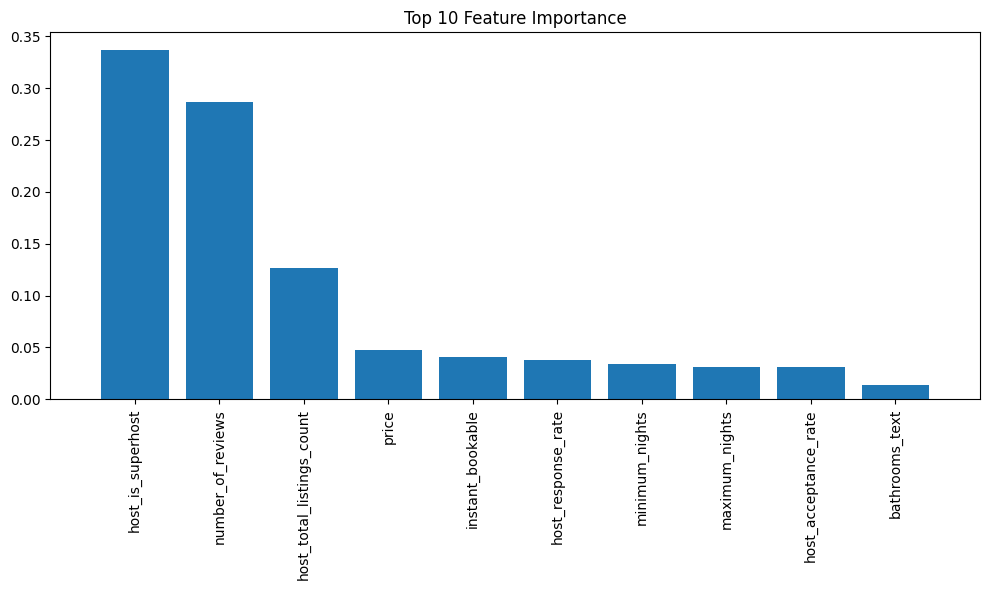 Top 10 Feature Importance
0.35
0.30
0.25
0.20
0.15
0.10
0.05
0.00
host_is_superhost
number_of_reviews
host_total_listings_count
price
instant_bookable
host_response_rate
minimum_nights
maximum_nights
host_acceptance_rate
bathrooms_text